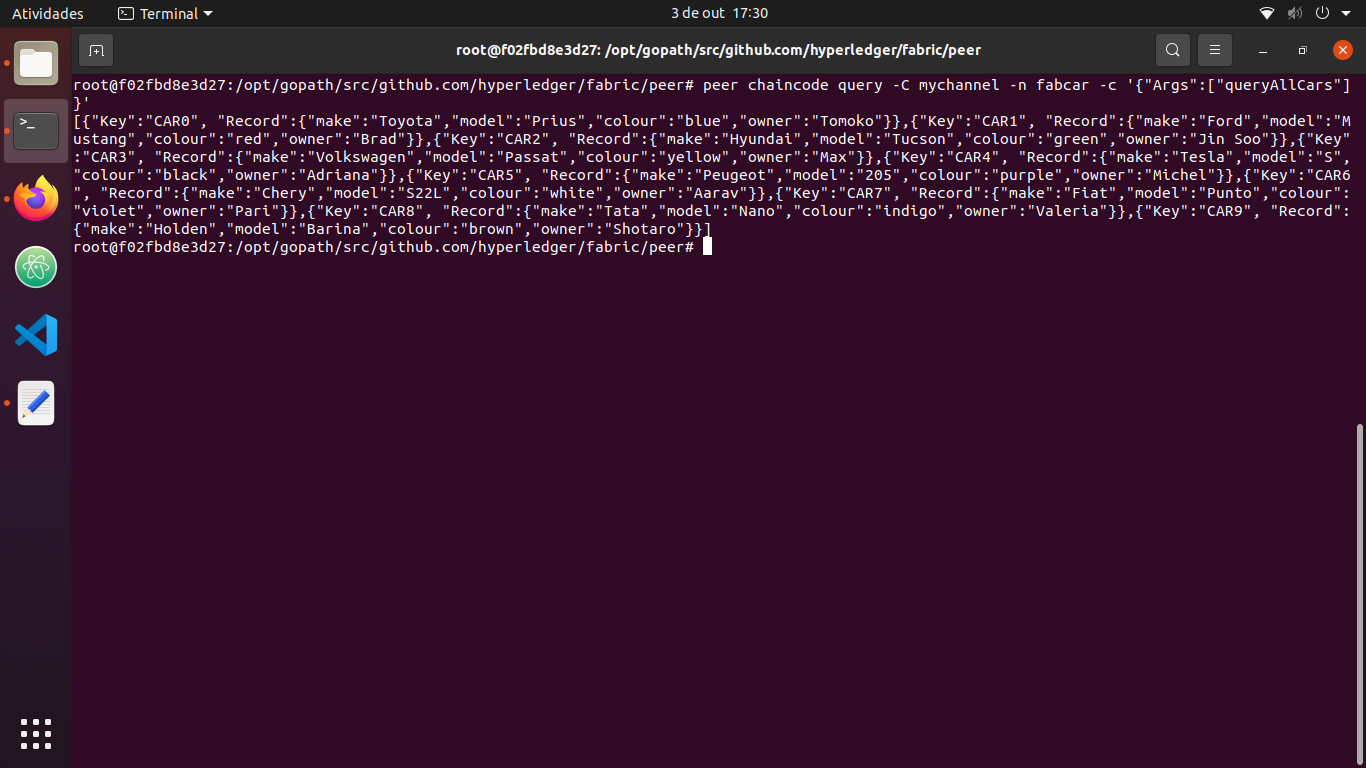 Atividades
Terminal
3 de out 17:30
root@f02fbd8e3d27: /opt/gopath/src/github.com/hyperledger/fabric/peer
root@f02fbd8e3d27:/opt/gopath/src/github.com/hyperledger/fabric/peer# peer chaincode query -C mychannel -n fabcar -c '{"Args":["queryAllCars"]
}'
[{"Key":"CAR0", "Record":{"make":"Toyota","model":"Prius","colour":"blue","owner":"Tomoko"}},{"Key":"CAR1", "Record":{"make":"Ford","model":"M
ustang","colour":"red","owner":"Brad"}},{"Key":"CAR2", "Record":{"make":"Hyundai","model":"Tucson","colour":"green","owner":"Jin Soo"}},{"Key"
:"CAR3", "Record":{"make":"Volkswagen","model":"Passat","colour":"yellow","owner":"Max"}},{"Key":"CAR4", "Record":{"make":"Tesla","model":"S",
"colour":"black","owner":"Adriana"}},{"Key":"CAR5", "Record":{"make":"Peugeot","model":"205","colour":"purple","owner":"Michel"}},{"Key":"CAR6
", "Record":{"make":"Chery","model":"S22L","colour":"white","owner":"Aarav"}},{"Key":"CAR7", "Record":{"make":"Fiat","model":"Punto","colour":
"violet","owner":"Pari"}},{"Key":"CAR8", "Record":{"make":"Tata","model":"Nano","colour":"indigo","owner":"Valeria"}},{"Key":"CAR9", "Record":
{"make":"Holden","model":"Barina","colour":"brown","owner":"Shotaro"}}]
root@f02fbd8e3d27:/opt/gopath/src/github.com/hyperledger/fabric/peer#